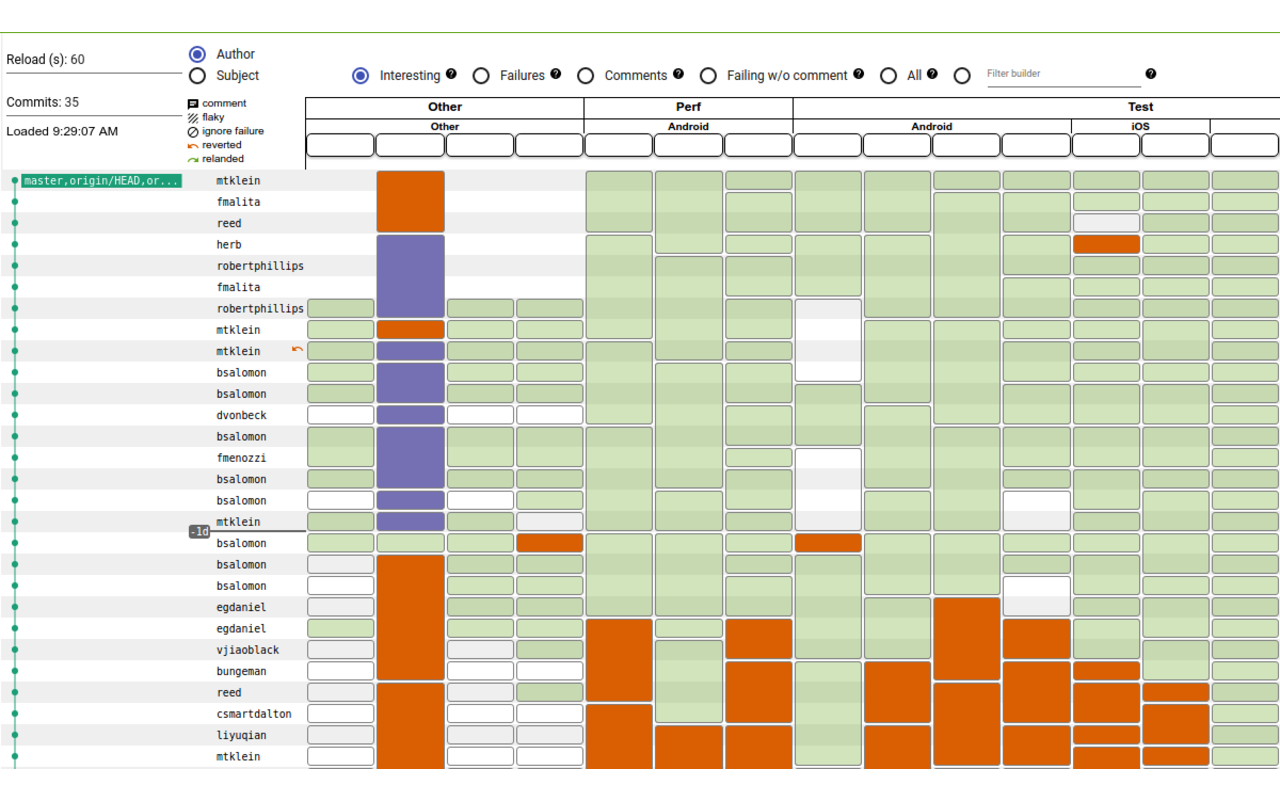 Reload (s): 60
Commits: 35
Loaded 9:29:07 AM
Author
Subject
comment
flaky
ignore failure
reverted
relanded
Interesting ?
Failures ?
Comments ?
Failing w/o comment ?
All ?
Filter builder ?
Other Perf Test
Other Android Android iOS
master,origin/HEAD,or... mtklein
fmalita
reed
herb
robertphillips
fmalita
robertphillips
mtklein
mtklein
bsalomon
bsalomon
dvonbeck
bsalomon
fmenozzi
bsalomon
bsalomon
mtklein
-1d
bsalomon
bsalomon
bsalomon
egdaniel
egdaniel
vjiaoblack
bungeman
reed
csmartdalton
liyuqian
mtklein